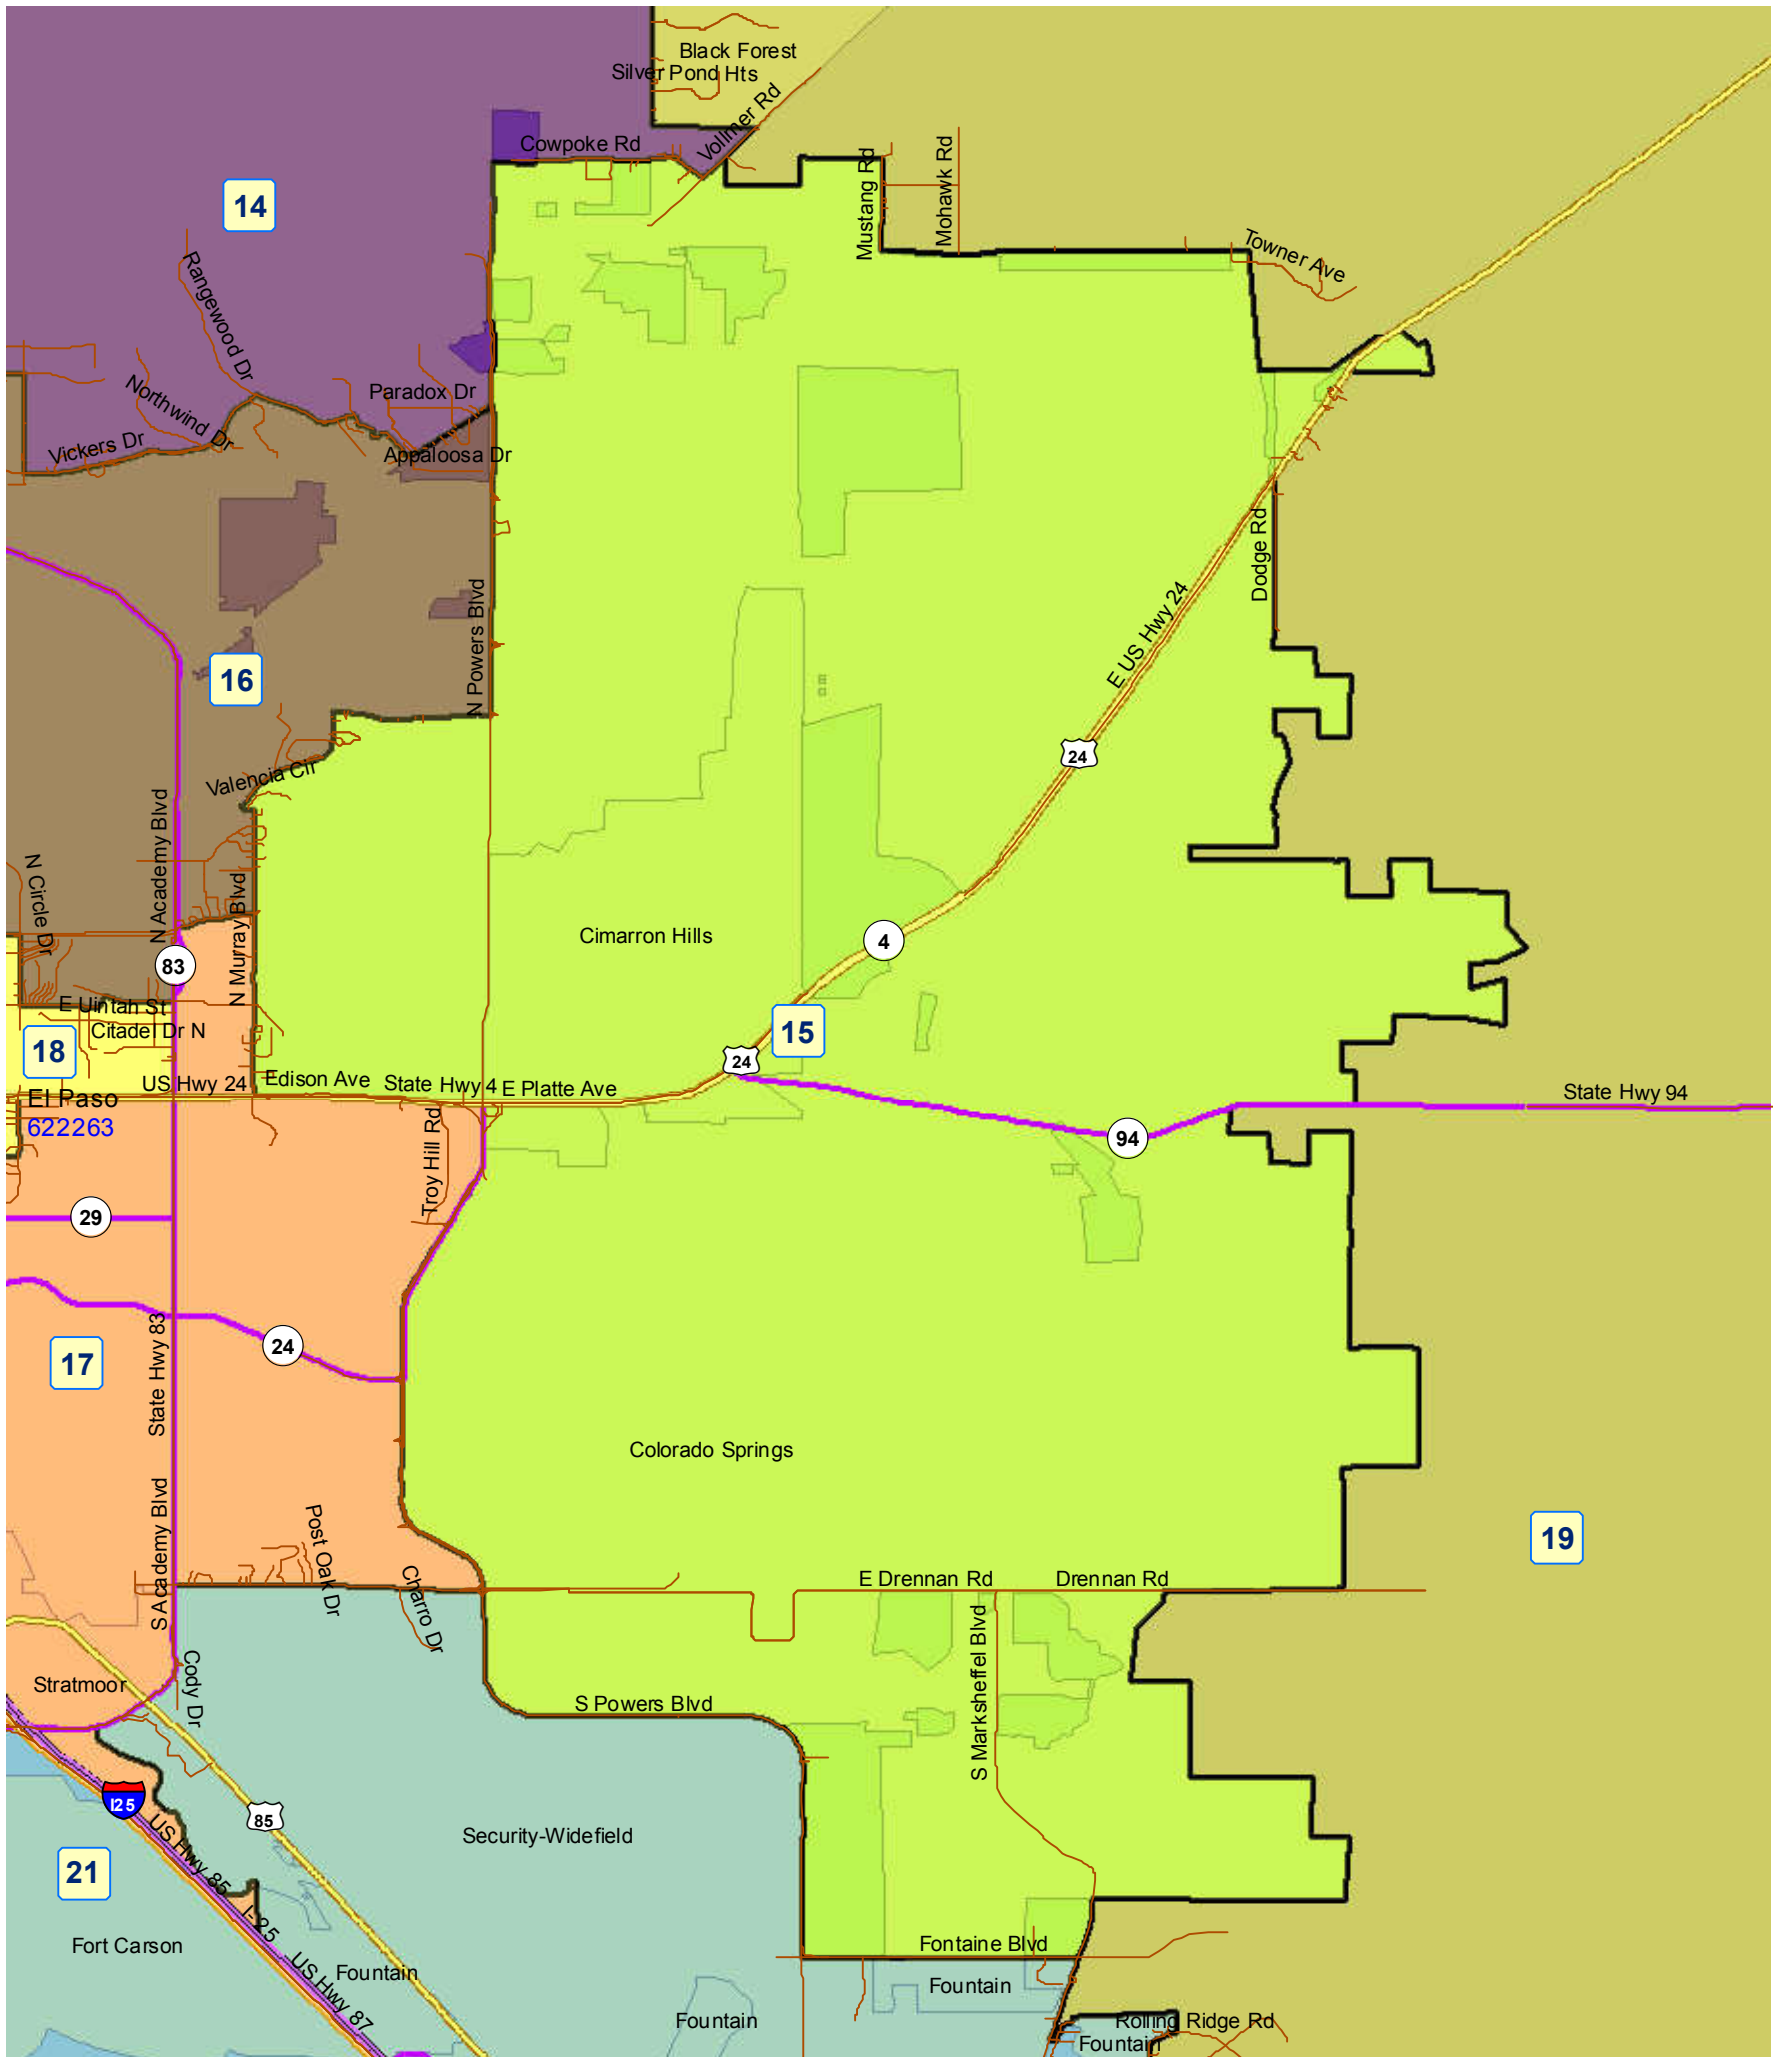 Black Forest
Silver Pond Hts
Vollmer Rd
Cowpoke Rd
Mustang Rd
Mohawk Rd
14
Towner Ave
Rangewood Dr
Northwind Dr
Paradox Dr
Vickers Dr
Appaloosa Dr
Dodge Rd
E US Hwy 24
N Powers Blvd
16
24
Valencia Cir
N Academy Blvd
N Circle Dr
N Murray Blvd
Cimarron Hills
4
83
E Uintah St
Citadel Dr N
18
15
24
US Hwy 24
Edison Ave
State Hwy 4
E Platte Ave
State Hwy 94
El Paso
622263
94
Troy Hill Rd
29
24
17
State Hwy 83
Colorado Springs
S Academy Blvd
Post Oak Dr
Charro Dr
19
E Drennan Rd
Drennan Rd
S Marksheffel Blvd
Cody Dr
Stratmoor
S Powers Blvd
I25
85
US Hwy 85
Security-Widefield
21
I-25
Fort Carson
US Hwy 87
Fountain
Fontaine Blvd
Fountain
Fountain
Rolling Ridge Rd
Fountain